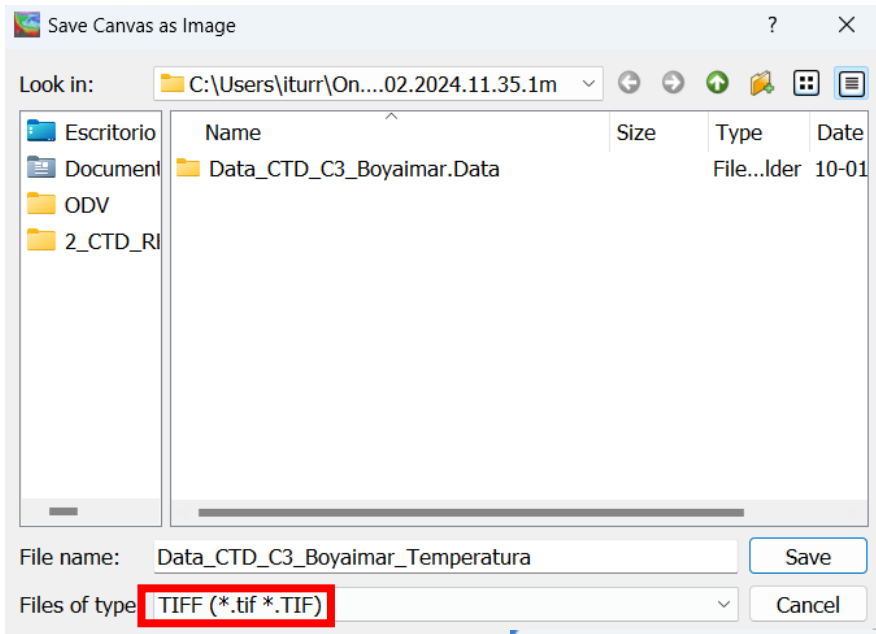 Save Canvas as Image ?
Look in: C:\Users\iturr\On....02.2024.11.35.1m
Escritorio
Document
ODV
2_CTD_RI
Name Size Type Date
Data_CTD_C3_Boyaimar.Data File...lder 10-01
File name: Data_CTD_C3_Boyaimar_Temperatura Save
Files of type TIFF (*.tif *.TIF) Cancel